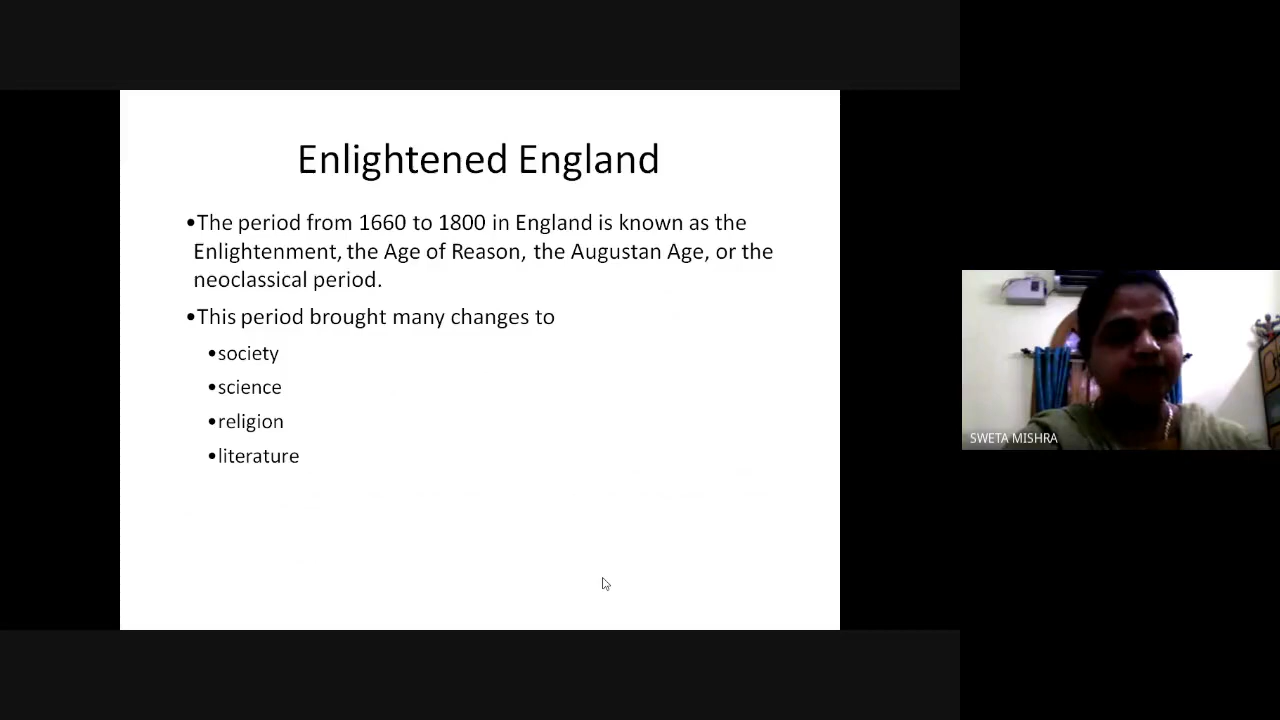 Enlightened England
•The period from 1660 to 1800 in England is known as the
Enlightenment, the Age of Reason, the Augustan Age, or the
neoclassical period.
•This period brought many changes to
•society
•science
•religion
•literature
SWETA MISHRA